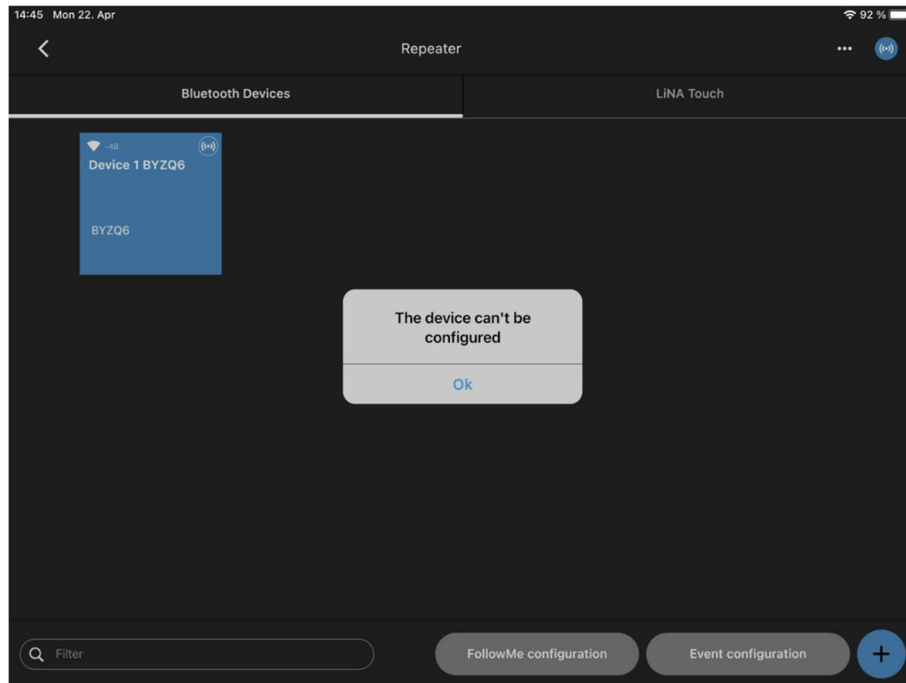 14:45 Mon 22. Apr 92 %
Repeater
Bluetooth Devices LiNA Touch
-48
Device 1 BYZQ6
BYZQ6
The device can't be
configured
Ok
Filter FollowMe configuration Event configuration +